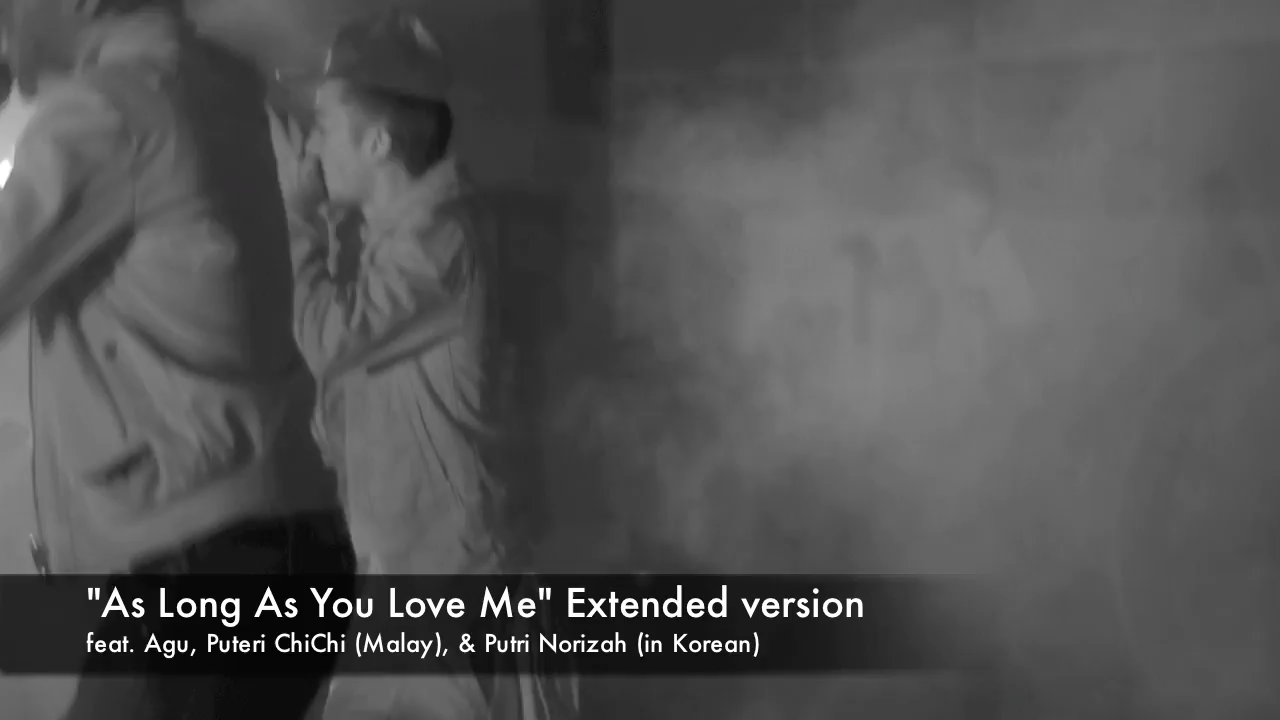 "As Long As You Love Me" Extended version
feat. Agu, Puteri ChiChi (Malay), & Putri Norizah (in Korean)